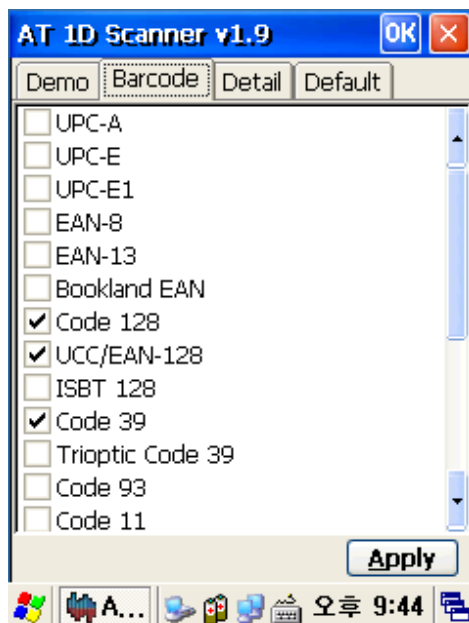 AT 1D Scanner v1.9 OK
Demo Barcode Detail Default
UPC-A
UPC-E
UPC-E1
EAN-8
EAN-13
Bookland EAN
Code 128
UCC/EAN-128
ISBT 128
Code 39
Trioptic Code 39
Code 93
Code 11
Apply
A... 오후 9:44